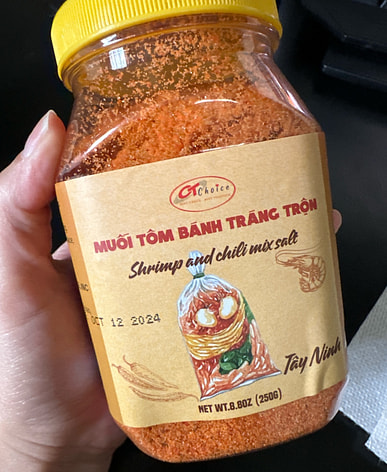 CT Choice
MUỐI TÔM BÁNH TRÁNG TRỘN
Shrimp and chili mix salt
OCT 12 2024
Tây Ninh
NET WT.8.8OZ (250G)